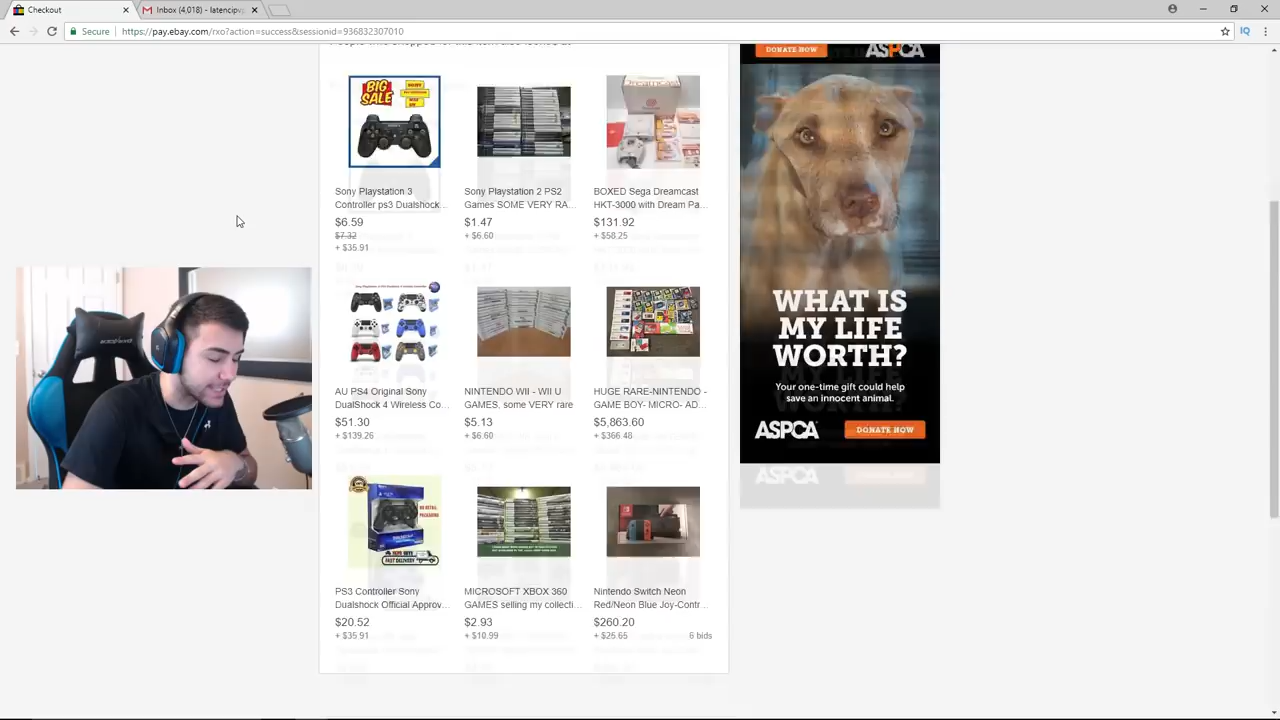 Checkout
Inbox (4,018) - latencipv
Secure
https://pay.ebay.com/rxo?action=success&sessionid=936832307010
DONATE NOW
ASPCA
BIG SALE
Sony Playstation 3
Controller ps3 Dualshock...
$6.59
$7.32
+ $35.91
Sony Playstation 2 PS2
Games SOME VERY RA...
$1.47
+ $6.60
BOXED Sega Dreamcast
HKT-3000 with Dream Pa...
$131.92
+ $58.25
AU PS4 Original Sony
DualShock 4 Wireless Co...
$51.30
+ $139.26
NINTENDO WII - WII U
GAMES, some VERY rare
$5.13
+ $6.60
HUGE RARE-NINTENDO -
GAME BOY- MICRO- AD...
$5,863.60
+ $366.48
PS3 Controller Sony
Dualshock Official Approv...
$20.52
+ $35.91
MICROSOFT XBOX 360
GAMES selling my collecti...
$2.93
+ $10.99
Nintendo Switch Neon
Red/Neon Blue Joy-Contr...
$260.20
+ $25.65
6 bids
WHAT IS
MY LIFE
WORTH?
Your one-time gift could help
save an innocent animal.
ASPCA
DONATE NOW